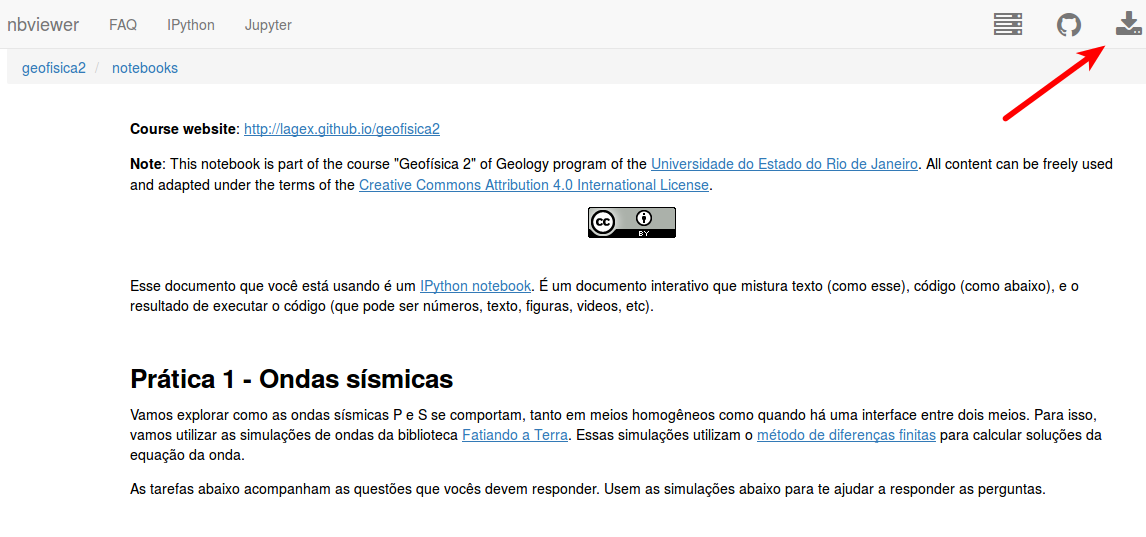 nbviewer FAQ IPython Jupyter
geofisica2 / notebooks
Course website: http://lagex.github.io/geofisica2
Note: This notebook is part of the course "Geofísica 2" of Geology program of the Universidade do Estado do Rio de Janeiro. All content can be freely used
and adapted under the terms of the Creative Commons Attribution 4.0 International License.
cc BY
Esse documento que você está usando é um IPython notebook. É um documento interativo que mistura texto (como esse), código (como abaixo), e o
resultado de executar o código (que pode ser números, texto, figuras, videos, etc).
Prática 1 - Ondas sísmicas
Vamos explorar como as ondas sísmicas P e S se comportam, tanto em meios homogêneos como quando há uma interface entre dois meios. Para isso,
vamos utilizar as simulações de ondas da biblioteca Fatiando a Terra. Essas simulações utilizam o método de diferenças finitas para calcular soluções da
equação da onda.
As tarefas abaixo acompanham as questões que vocês devem responder. Usem as simulações abaixo para te ajudar a responder as perguntas.